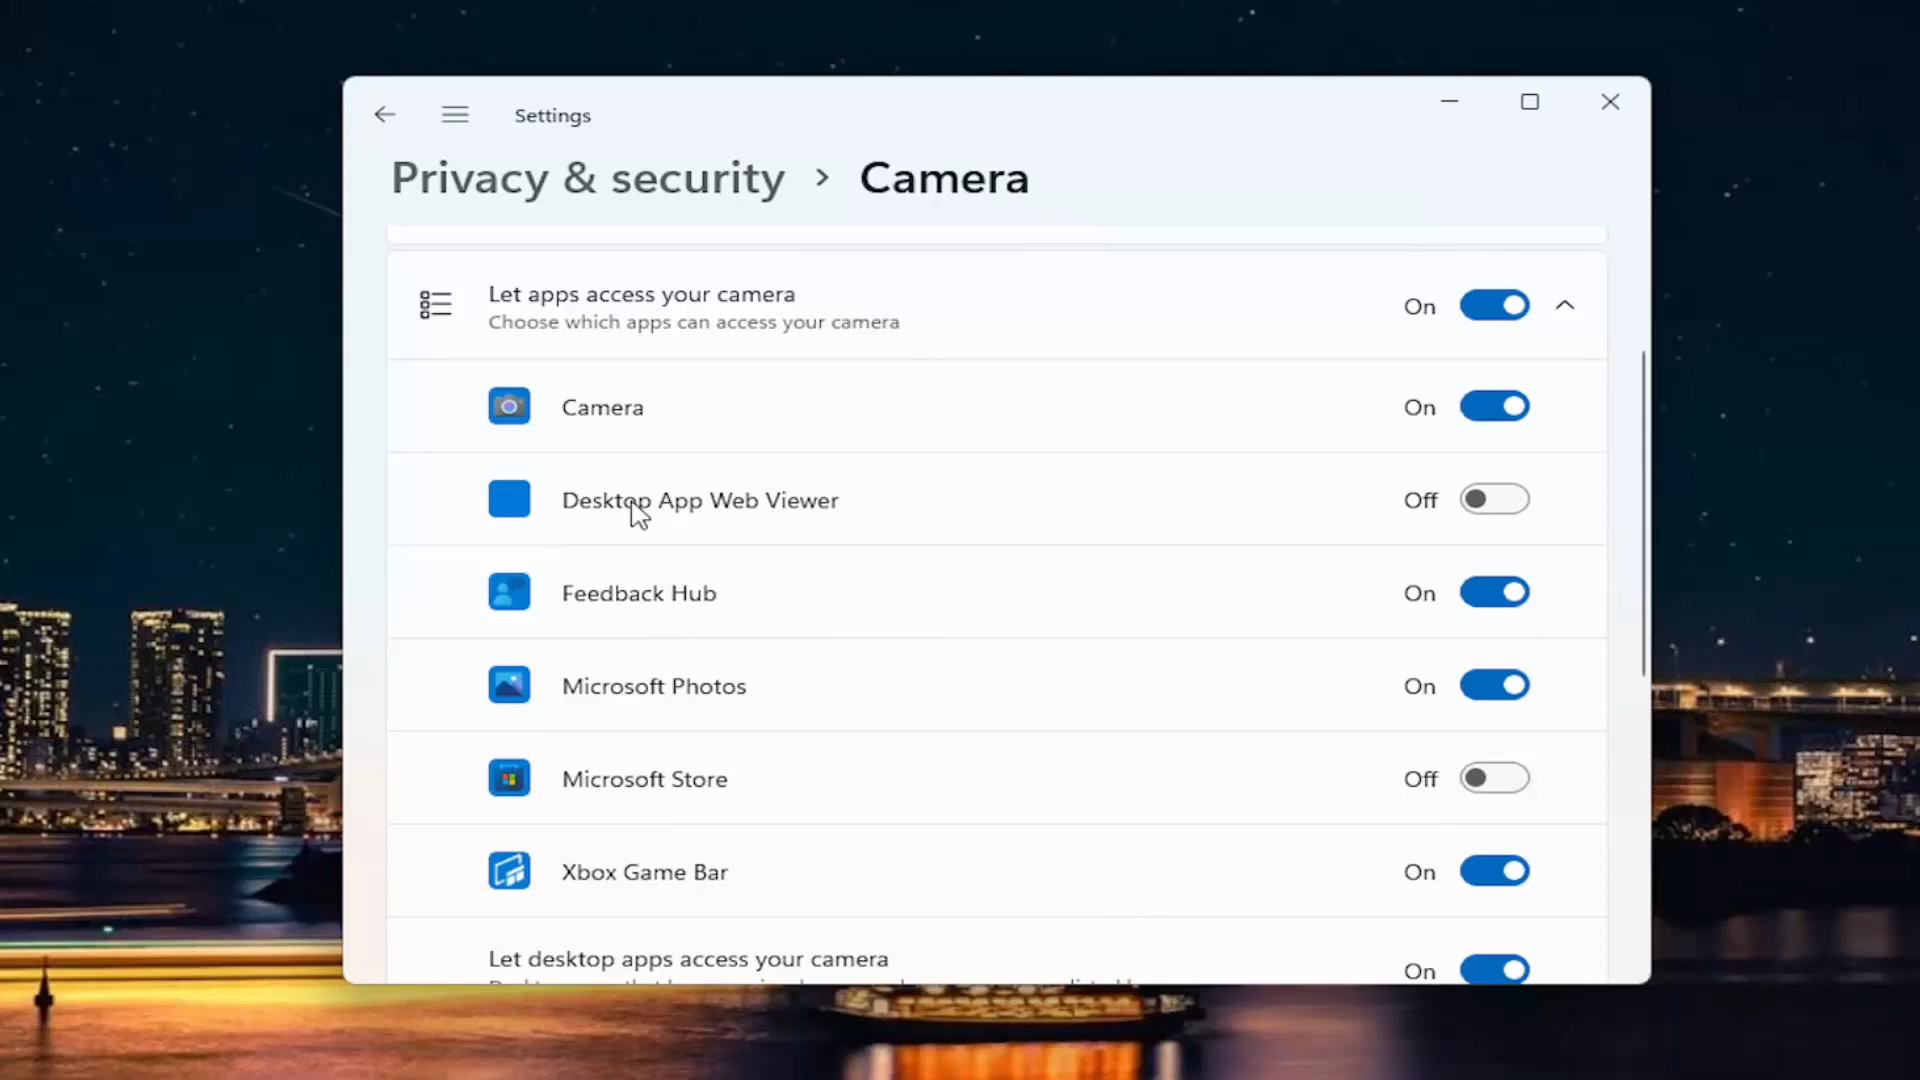 Settings
Privacy & security > Camera
Let apps access your camera
On
Choose which apps can access your camera
Camera
On
Desktop App Web Viewer
Off
Feedback Hub
On
Microsoft Photos
On
Microsoft Store
Off
Xbox Game Bar
On
Let desktop apps access your camera
On